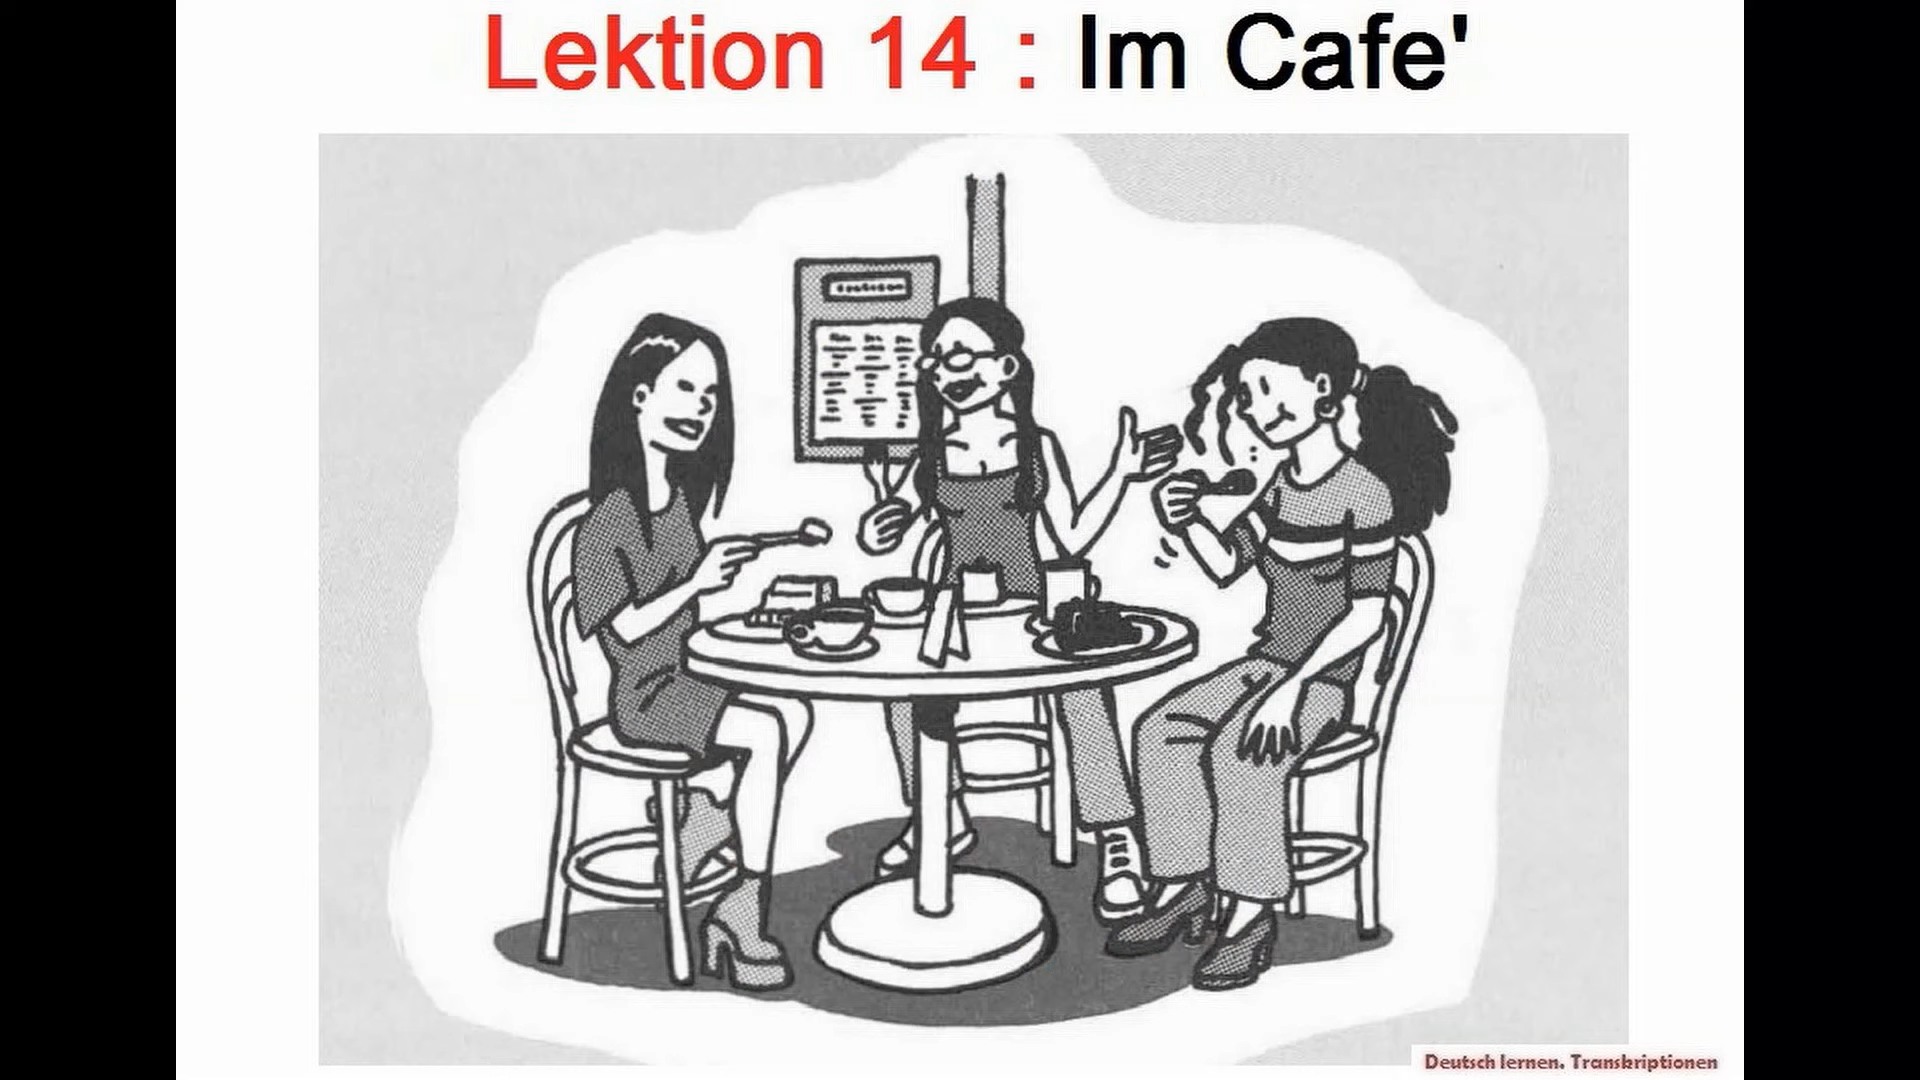 Lektion 14 : Im Cafe'
Deutsch lernen. Transkriptionen